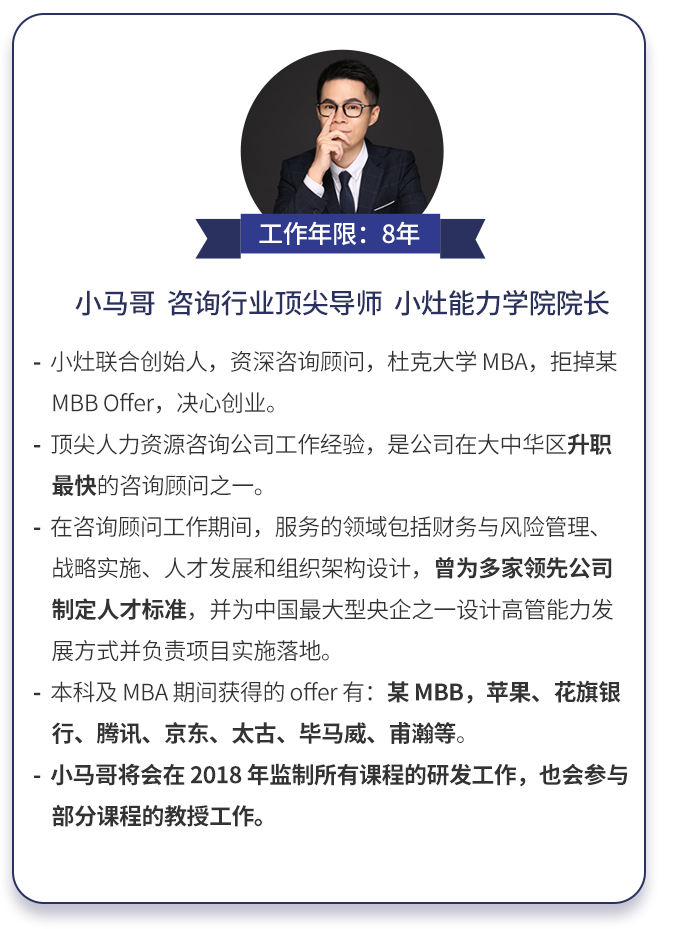 工作年限：8年
小马哥 咨询行业顶尖导师 小灶能力学院院长
- 小灶联合创始人，资深咨询顾问，杜克大学 MBA，拒掉某
MBB Offer，决心创业。
- 顶尖人力资源咨询公司工作经验，是公司在大中华区升职
最快的咨询顾问之一。
- 在咨询顾问工作期间，服务的领域包括财务与风险管理、
战略实施、人才发展和组织架构设计，曾为多家领先公司
制定人才标准，并为中国最大型央企之一设计高管能力发
展方式并负责项目实施落地。
- 本科及 MBA 期间获得的 offer 有：某 MBB，苹果、花旗银
行、腾讯、京东、太古、毕马威、甫瀚等。
- 小马哥将会在 2018 年监制所有课程的研发工作，也会参与
部分课程的教授工作。